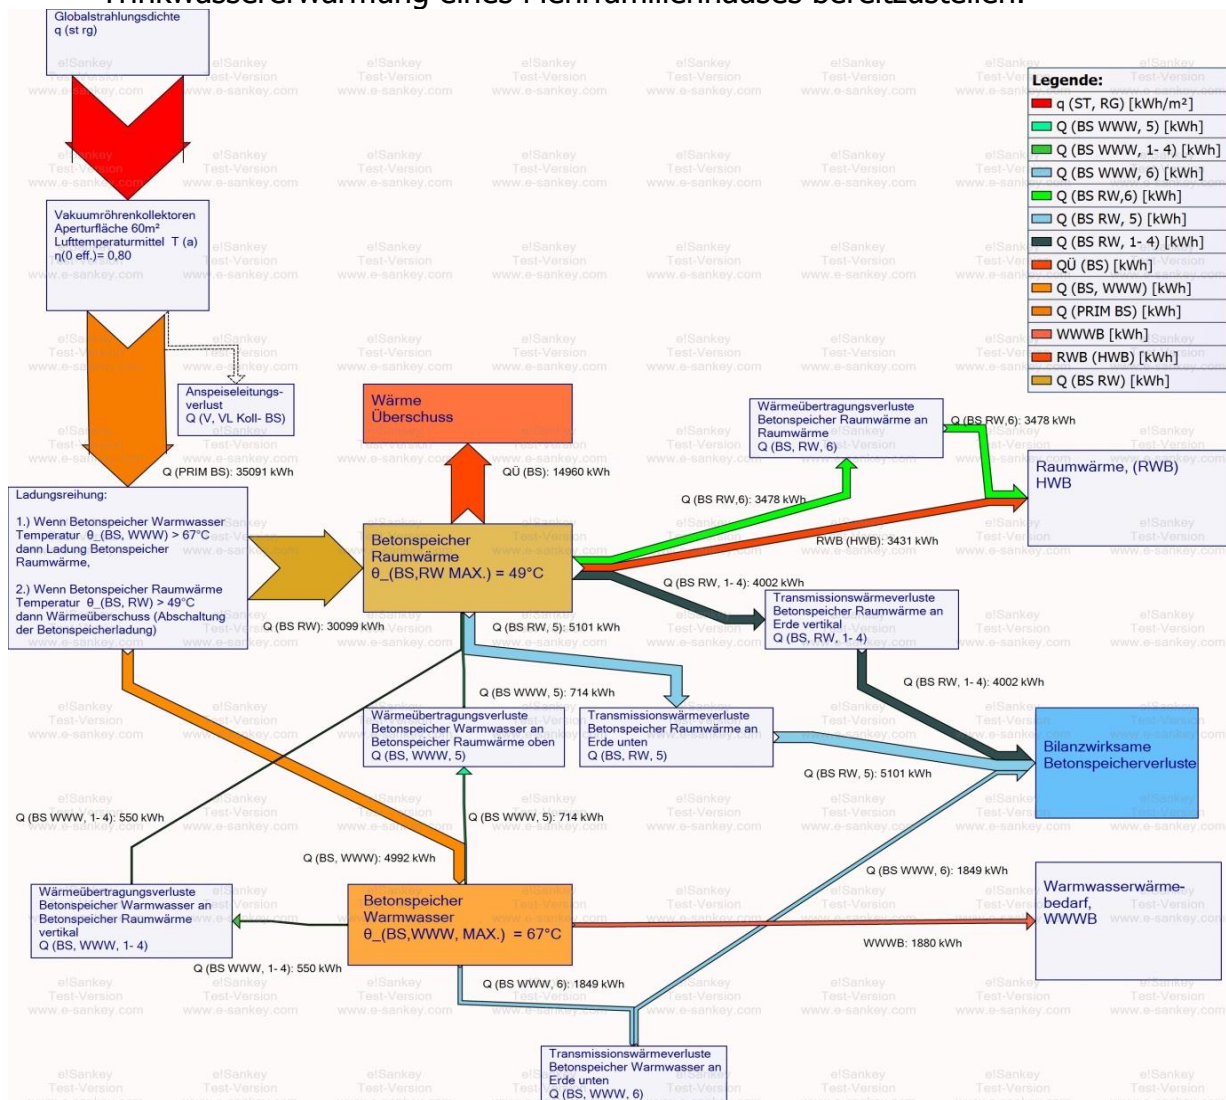 Trinkwassererwärmung eines Mehrfamilienhauses bereitzustellen.
Globalstrahlungsdichte
q (st rg)
Legende:
q (ST, RG) [kWh/m²]
Q (BS WWW, 5) [kWh]
Q (BS WWW, 1- 4) [kWh]
Q (BS WWW, 6) [kWh]
Q (BS RW,6) [kWh]
Q (BS RW, 5) [kWh]
Q (BS RW, 1- 4) [kWh]
QÜ (BS) [kWh]
Q (BS, WWW) [kWh]
Q (PRIM BS) [kWh]
WWWB [kWh]
RWB (HWB) [kWh]
Q (BS RW) [kWh]
Vakuumröhrenkollektoren
Aperturfläche 60m²
Lufttemperaturmittel T (a)
η(0 eff.)= 0,80
Anspeiseleitungs-
verlust
Q (V, VL Koll- BS)
Wärme
Überschuss
Wärmeübertragungsverluste
Betonspeicher Raumwärme an
Raumwärme
Q (BS, RW, 6)
Q (BS RW,6): 3478 kWh
Raumwärme, (RWB)
HWB
Q (PRIM BS): 35091 kWh
QÜ (BS): 14960 kWh
Q (BS RW,6): 3478 kWh
RWB (HWB): 3431 kWh
Ladungsreihung:
1.) Wenn Betonspeicher Warmwasser
Temperatur θ_(BS, WWW) > 67°C
dann Ladung Betonspeicher
Raumwärme,
2.) Wenn Betonspeicher Raumwärme
Temperatur θ_(BS, RW) > 49°C
dann Wärmeüberschuss (Abschaltung
der Betonspeicherladung)
Betonspeicher
Raumwärme
θ_(BS,RW MAX.) = 49°C
Q (BS RW, 1- 4): 4002 kWh
Transmissionswärmeverluste
Betonspeicher Raumwärme an
Erde vertikal
Q (BS, RW, 1- 4)
Q (BS RW): 30099 kWh
Q (BS RW, 5): 5101 kWh
Q (BS RW, 1- 4): 4002 kWh
Q (BS WWW, 5): 714 kWh
Wärmeübertragungsverluste
Betonspeicher Warmwasser an
Betonspeicher Raumwärme oben
Q (BS, WWW, 5)
Transmissionswärmeverluste
Betonspeicher Raumwärme an
Erde unten
Q (BS, RW, 5)
Bilanzwirksame
Betonspeicherverluste
Q (BS RW, 5): 5101 kWh
Q (BS WWW, 1- 4): 550 kWh
Q (BS WWW, 5): 714 kWh
Q (BS, WWW): 4992 kWh
Q (BS WWW, 6): 1849 kWh
Wärmeübertragungsverluste
Betonspeicher Warmwasser an
Betonspeicher Raumwärme
vertikal
Q (BS, WWW, 1- 4)
Betonspeicher
Warmwasser
θ_(BS,WWW, MAX.) = 67°C
Warmwasserwärme-
bedarf,
WWWB
WWWB: 1880 kWh
Q (BS WWW, 1- 4): 550 kWh
Q (BS WWW, 6): 1849 kWh
Transmissionswärmeverluste
Betonspeicher Warmwasser an
Erde unten
Q (BS, WWW, 6)
e!Sankey
Test-Version
www.e-sankey.com